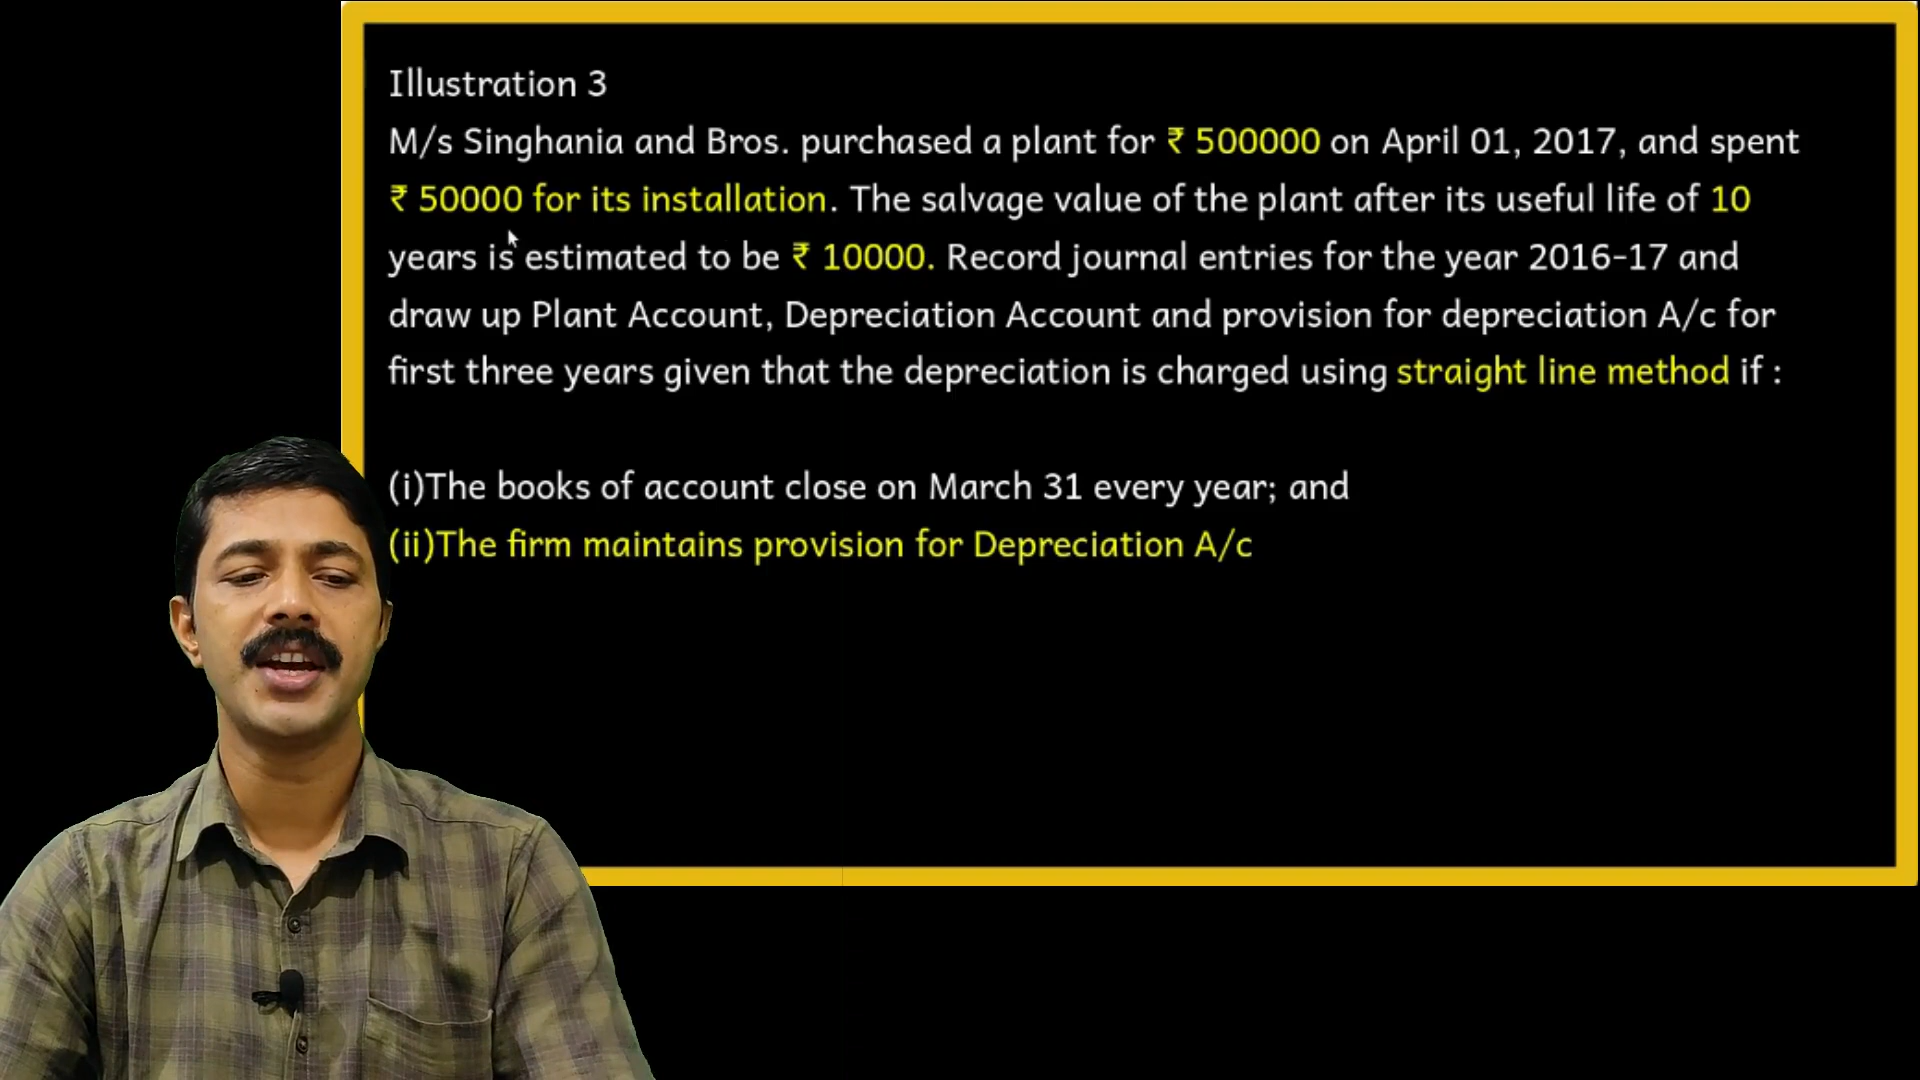 Illustration 3
M/s Singhania and Bros. purchased a plant for ₹ 500000 on April 01, 2017, and spent
₹ 50000 for its installation. The salvage value of the plant after its useful life of 10
years is estimated to be ₹ 10000. Record journal entries for the year 2016-17 and
draw up Plant Account, Depreciation Account and provision for depreciation A/c for
first three years given that the depreciation is charged using straight line method if :
(i)The books of account close on March 31 every year; and
(ii)The firm maintains provision for Depreciation A/c